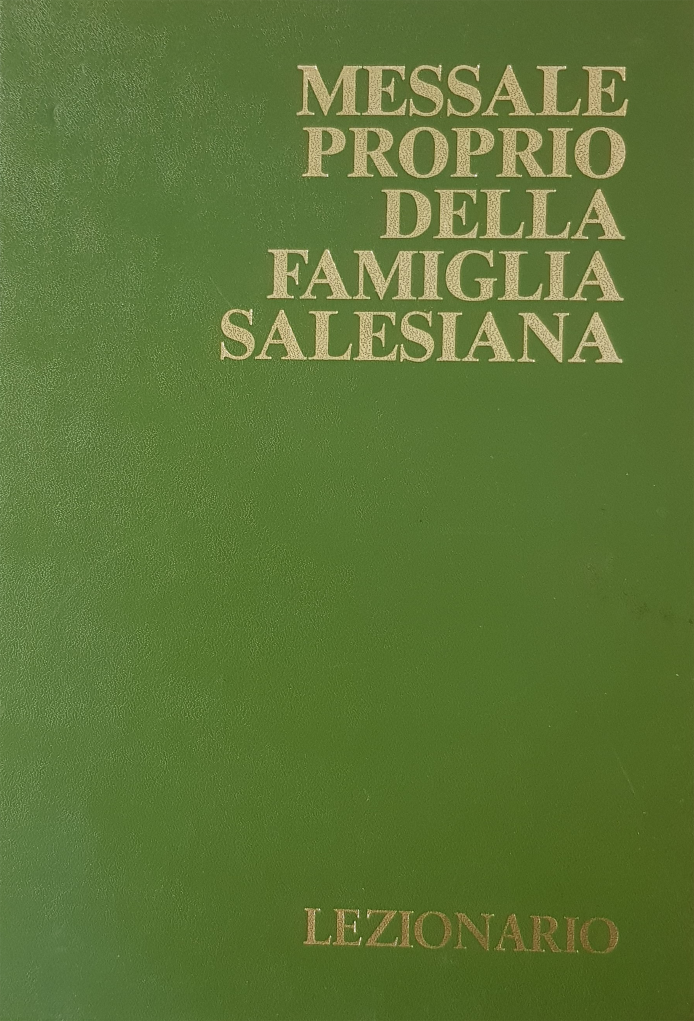 MESSALE
PROPRIO
DELLA
FAMIGLIA
SALESIANA
LEZIONARIO